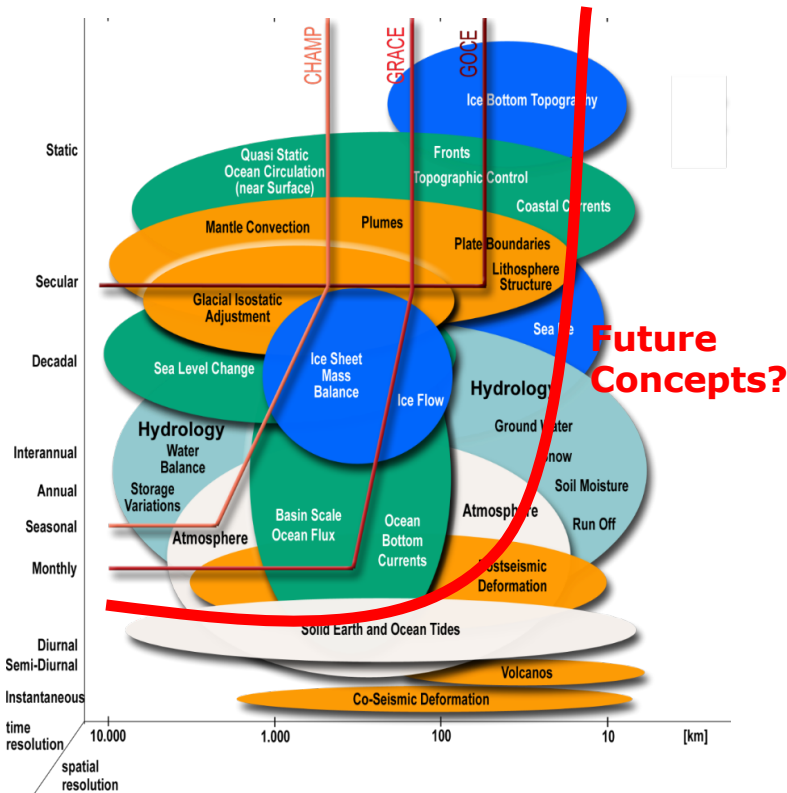 CHAMP
GRACE
GOCE
Ice Bottom Topography
Static
Quasi Static
Ocean Circulation
(near Surface)
Fronts
Topographic Control
Coastal Currents
Mantle Convection
Plumes
Plate Boundaries
Lithosphere
Structure
Secular
Glacial Isostatic
Adjustment
Sea Ice
Future
Concepts?
Decadal
Sea Level Change
Ice Sheet
Mass
Balance
Ice Flow
Hydrology
Ground Water
Snow
Soil Moisture
Run Off
Hydrology
Water
Balance
Storage
Variations
Interannual
Annual
Seasonal
Monthly
Atmosphere
Basin Scale
Ocean Flux
Ocean
Bottom
Currents
Atmosphere
Postseismic
Deformation
Solid Earth and Ocean Tides
Diurnal
Semi-Diurnal
Volcanos
Instantaneous
Co-Seismic Deformation
time
resolution
10.000
1.000
100
10
[km]
spatial
resolution